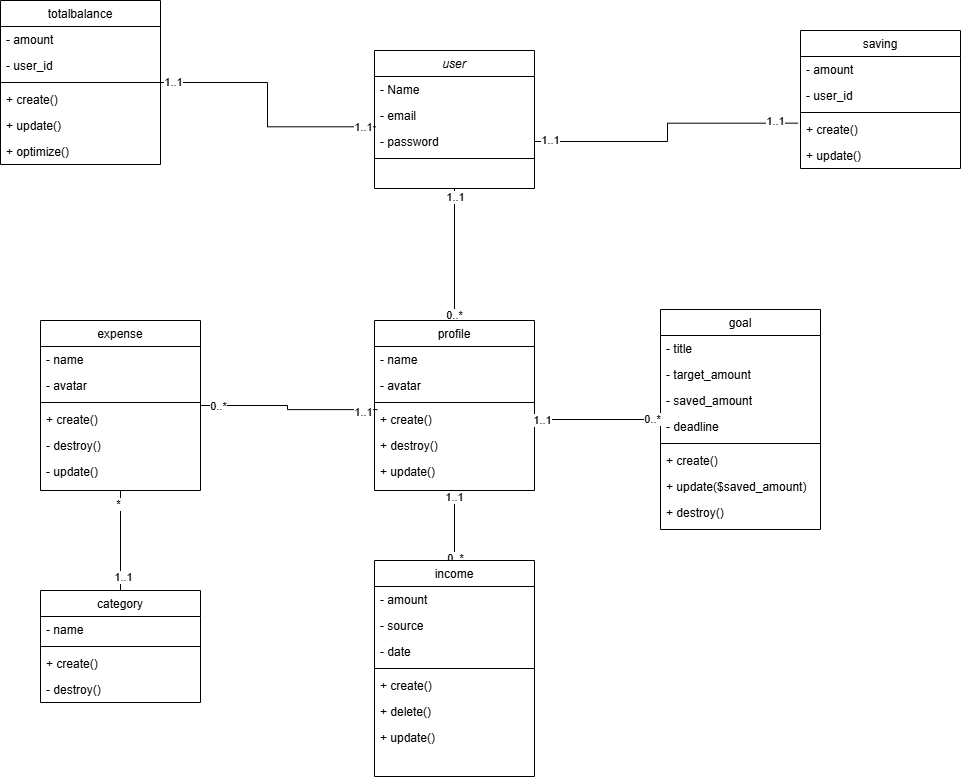 totalbalance
- amount
- user_id
+ create()
+ update()
+ optimize()
1..1
1..1
user
- Name
- email
- password
1..1
1..1
saving
- amount
- user_id
+ create()
+ update()
1..1
0..*
expense
- name
- avatar
+ create()
- destroy()
- update()
0..*
1..1
profile
- name
- avatar
+ create()
+ destroy()
+ update()
1..1
0..*
goal
- title
- target_amount
- saved_amount
- deadline
+ create()
+ update($saved_amount)
+ destroy()
*
1..1
category
- name
+ create()
- destroy()
1..1
0..*
income
- amount
- source
- date
+ create()
+ delete()
+ update()